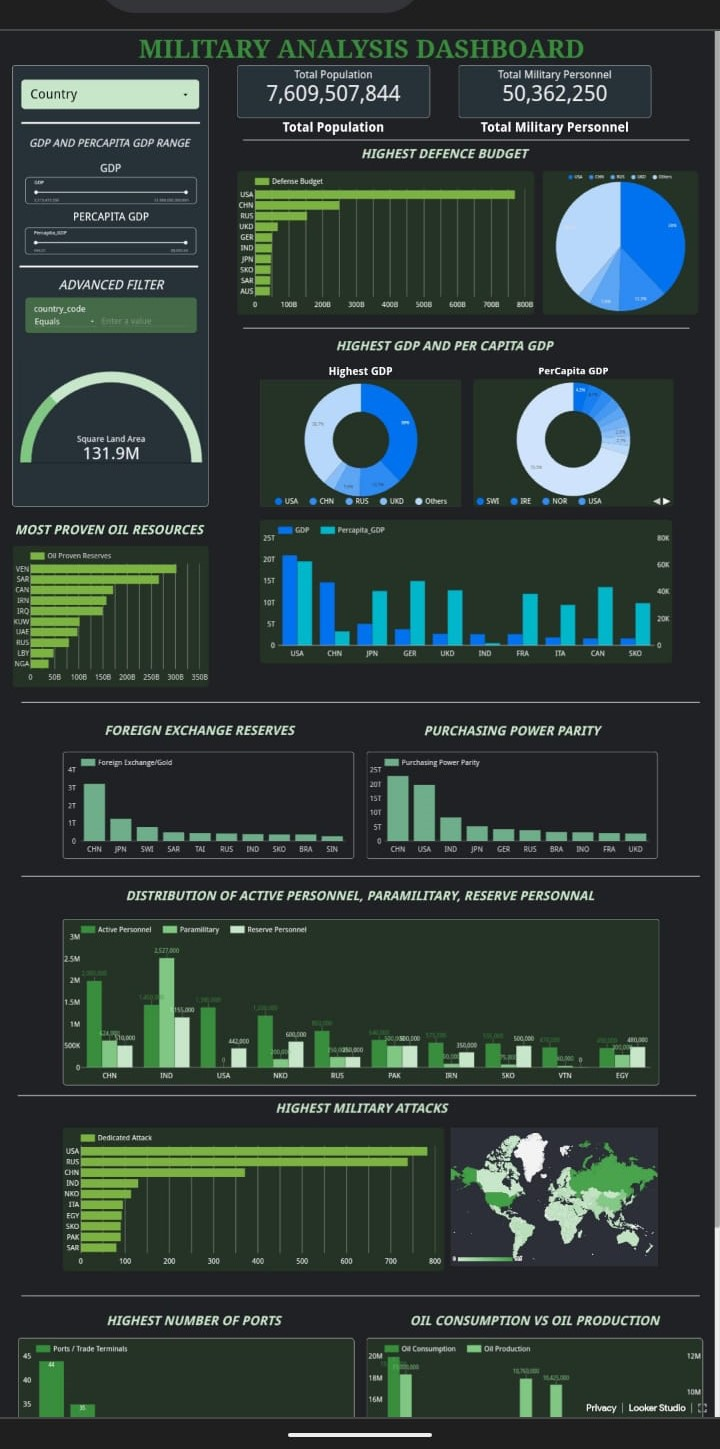 MILITARY ANALYSIS DASHBOARD
Country
Total Population
7,609,507,844
Total Population
Total Military Personnel
50,362,250
Total Military Personnel
GDP AND PERCAPITA GDP RANGE
GDP
GDP
PERCAPITA GDP
Percapita_GDP
ADVANCED FILTER
country_code
Equals
Enter a value
Square Land Area
131.9M
HIGHEST DEFENCE BUDGET
Defense Budget
USA
CHN
RUS
UKD
GER
IND
JPN
SKO
SAR
AUS
0 100B 200B 300B 400B 500B 600B 700B 800B
USA CHN RUS UKD Others
HIGHEST GDP AND PER CAPITA GDP
Highest GDP
USA CHN RUS UKD Others
PerCapita GDP
SWI IRE NOR USA
MOST PROVEN OIL RESOURCES
Oil Proven Reserves
VEN
SAR
CAN
IRN
IRQ
KUW
UAE
RUS
LBY
NGA
0 50B 100B 150B 200B 250B 300B 350B
GDP Percapita_GDP
25T
20T
15T
10T
5T
0
80K
60K
40K
20K
0
USA CHN JPN GER UKD IND FRA ITA CAN SKO
FOREIGN EXCHANGE RESERVES
Foreign Exchange/Gold
4T
3T
2T
1T
0
CHN JPN SWI SAR TAI RUS IND SKO BRA SIN
PURCHASING POWER PARITY
Purchasing Power Parity
25T
20T
15T
10T
5T
0
CHN USA IND JPN GER RUS BRA INO FRA UKD
DISTRIBUTION OF ACTIVE PERSONNEL, PARAMILITARY, RESERVE PERSONNAL
Active Personnel Paramilitary Reserve Personnel
3M
2.5M
2M
1.5M
1M
500K
0
2,527,000
1,155,000
510,000
0
442,000
600,000
350,000
500,000
0
480,000
CHN IND USA NKO RUS PAK IRN SKO VTN EGY
HIGHEST MILITARY ATTACKS
Dedicated Attack
USA
RUS
CHN
IND
NKO
ITA
EGY
SKO
PAK
SAR
0 100 200 300 400 500 600 700 800
HIGHEST NUMBER OF PORTS
Ports / Trade Terminals
45
40
35
44
35
OIL CONSUMPTION VS OIL PRODUCTION
Oil Consumption Oil Production
20M
18M
16M
12M
10M
Privacy Looker Studio